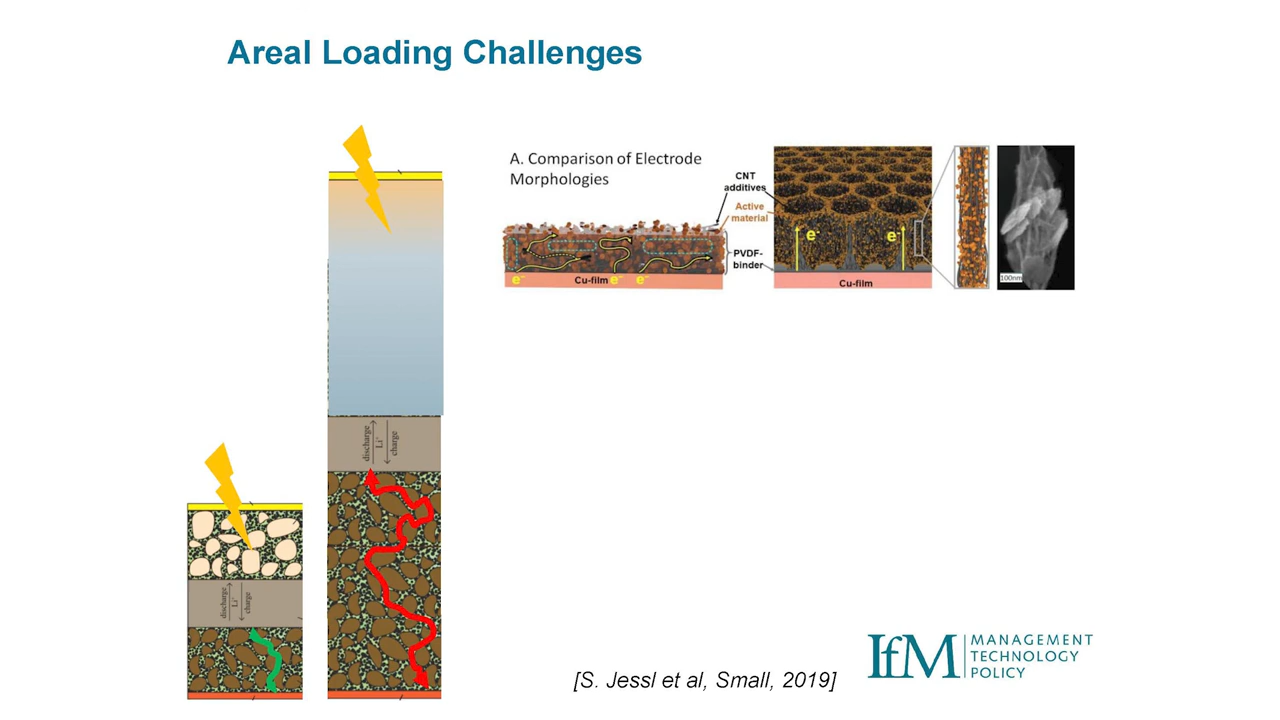 Areal Loading Challenges
A. Comparison of Electrode
Morphologies
CNT
additives
Active
material
PVDF-
binder
e⁻
Cu-film
e⁻
e⁻
e⁻
e⁻
Cu-film
100nm
discharge
Li⁺
charge
discharge
Li⁺
charge
[S. Jessl et al, Small, 2019]
IfM
MANAGEMENT
TECHNOLOGY
POLICY